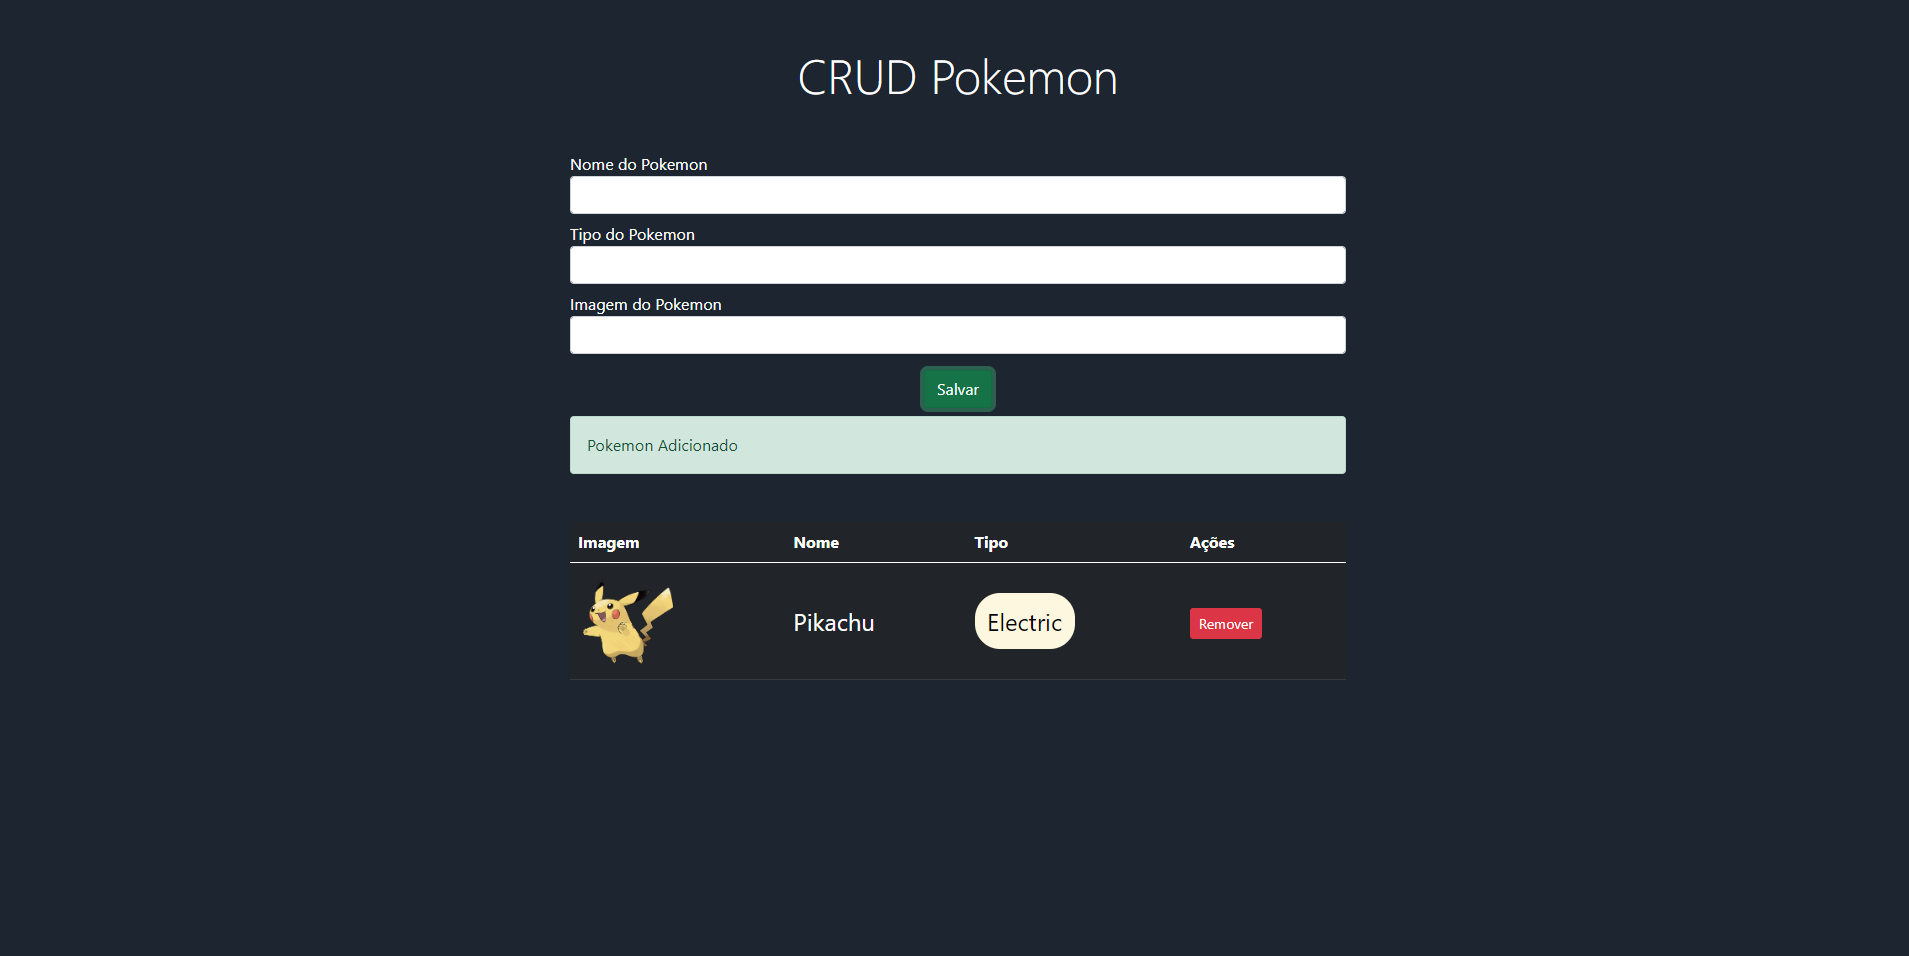 CRUD Pokemon
Nome do Pokemon
Tipo do Pokemon
Imagem do Pokemon
Salvar
Pokemon Adicionado
Imagem Nome Tipo Ações
Pikachu Electric Remover